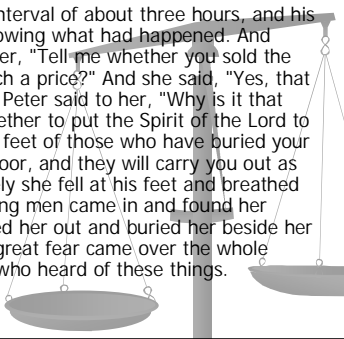 nterval of about three hours, and his
owing what had happened. And
er, "Tell me whether you sold the
ch a price?" And she said, "Yes, that
Peter said to her, "Why is it that
ether to put the Spirit of the Lord to
feet of those who have buried your
oor, and they will carry you out as
ly she fell at his feet and breathed
ng men came in and found her
ed her out and buried her beside her
great fear came over the whole
who heard of these things.